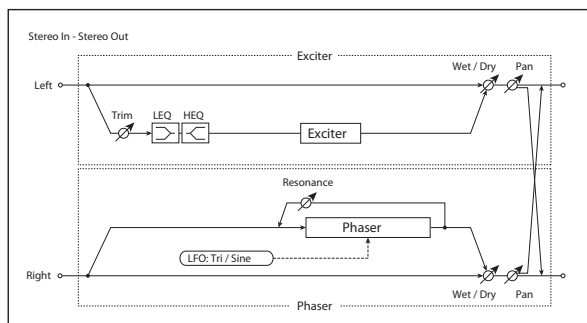 Stereo In - Stereo Out
Exciter
Wet / Dry
Pan
Left
Trim
LEQ
HEQ
Exciter
Resonance
Phaser
LFO: Tri / Sine
Right
Wet / Dry
Pan
Phaser